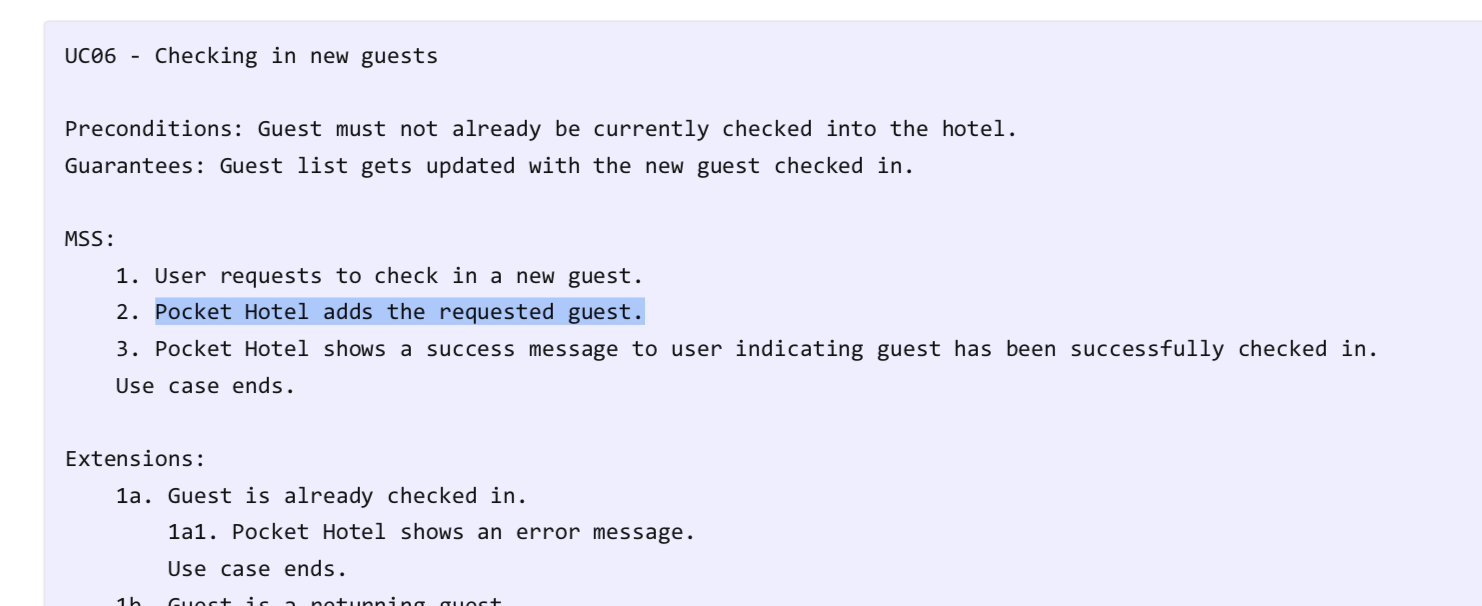 UC06 - Checking in new guests
Preconditions: Guest must not already be currently checked into the hotel.
Guarantees: Guest list gets updated with the new guest checked in.
MSS:
1. User requests to check in a new guest.
2. Pocket Hotel adds the requested guest.
3. Pocket Hotel shows a success message to user indicating guest has been successfully checked in.
Use case ends.
Extensions:
1a. Guest is already checked in.
1a1. Pocket Hotel shows an error message.
Use case ends.
1b. Guest is a returning guest